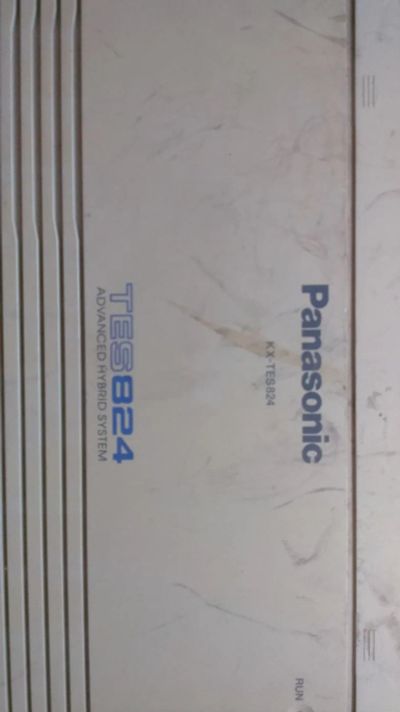 Panasonic
KX-TES824
TES824
ADVANCED HYBRID SYSTEM
RUN